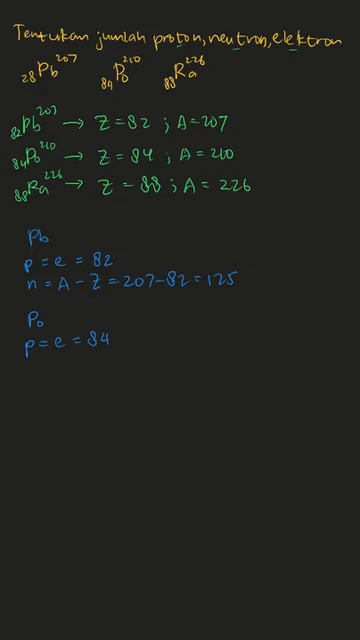 Tentukan jumlah proton, neutron, elektron
₂₈Pb²⁰⁷ ₈₄Po²¹⁰ ₈₈Ra²²⁶
₈₂Pb²⁰⁷ → Z = 82 ; A = 207
₈₄Po²¹⁰ → Z = 84 ; A = 210
₈₈Ra²²⁶ → Z = 88 ; A = 226
Pb
p = e = 82
n = A - Z = 207 - 82 = 125
Po
p = e = 84